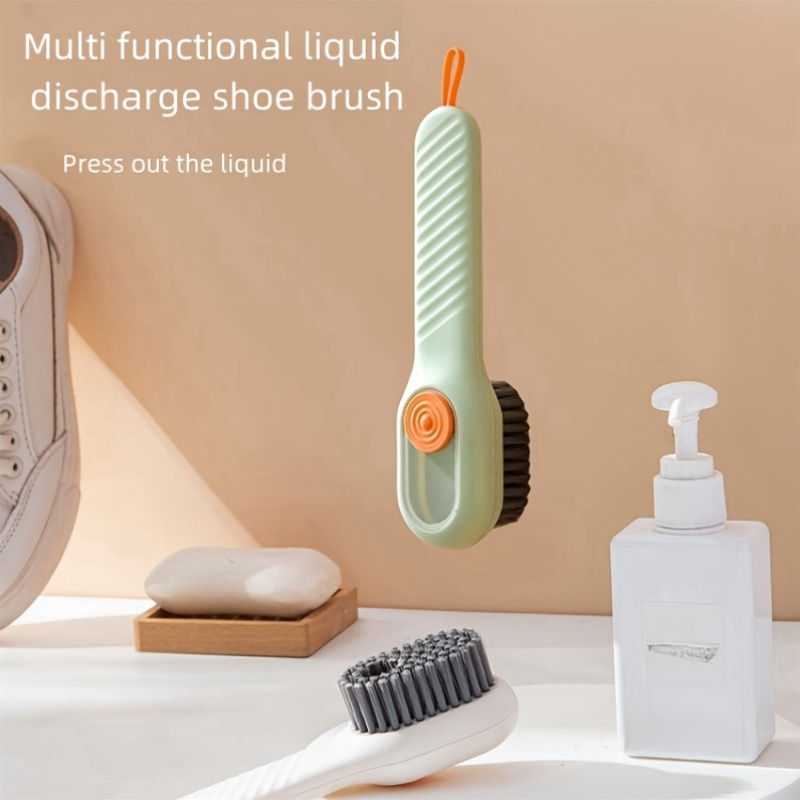 Multi functional liquid
discharge shoe brush
Press out the liquid